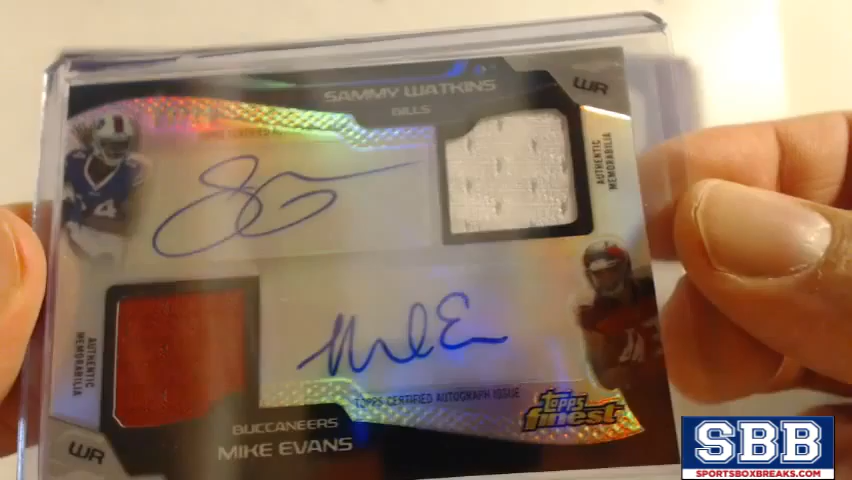 SAMMY WATKINS
BILLS
WR
AUTHENTIC
MEMORABILIA
4
AUTHENTIC
MEMORABILIA
TOPPS CERTIFIED AUTOGRAPH ISSUE
Topps
finest
BUCCANEERS
MIKE EVANS
WR
SBB
SPORTSBOXBREAKS.COM